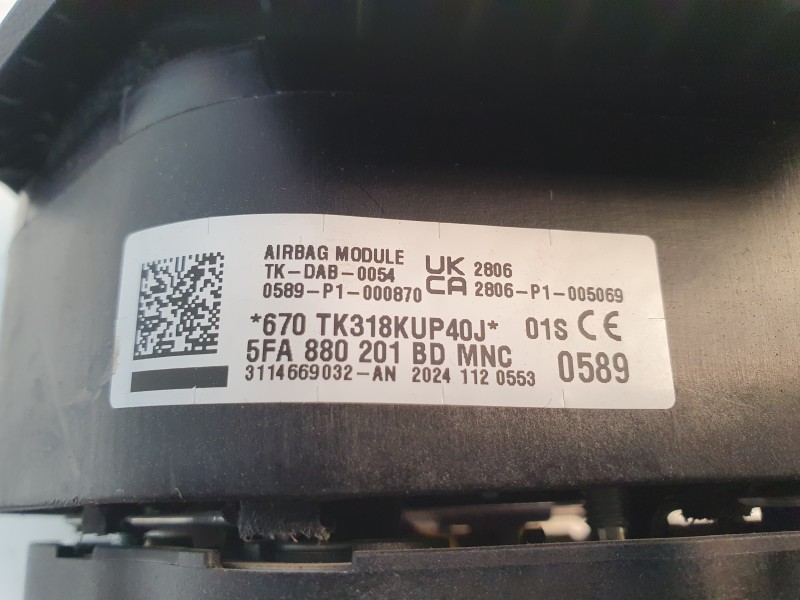 AIRBAG MODULE
TK-DAB-0054
0589-P1-000870
UK
CA
2806
2806-P1-005069
*670 TK318KUP40J* 01S CE
5FA 880 201 BD MNC 0589
3114669032-AN 2024 112 0553